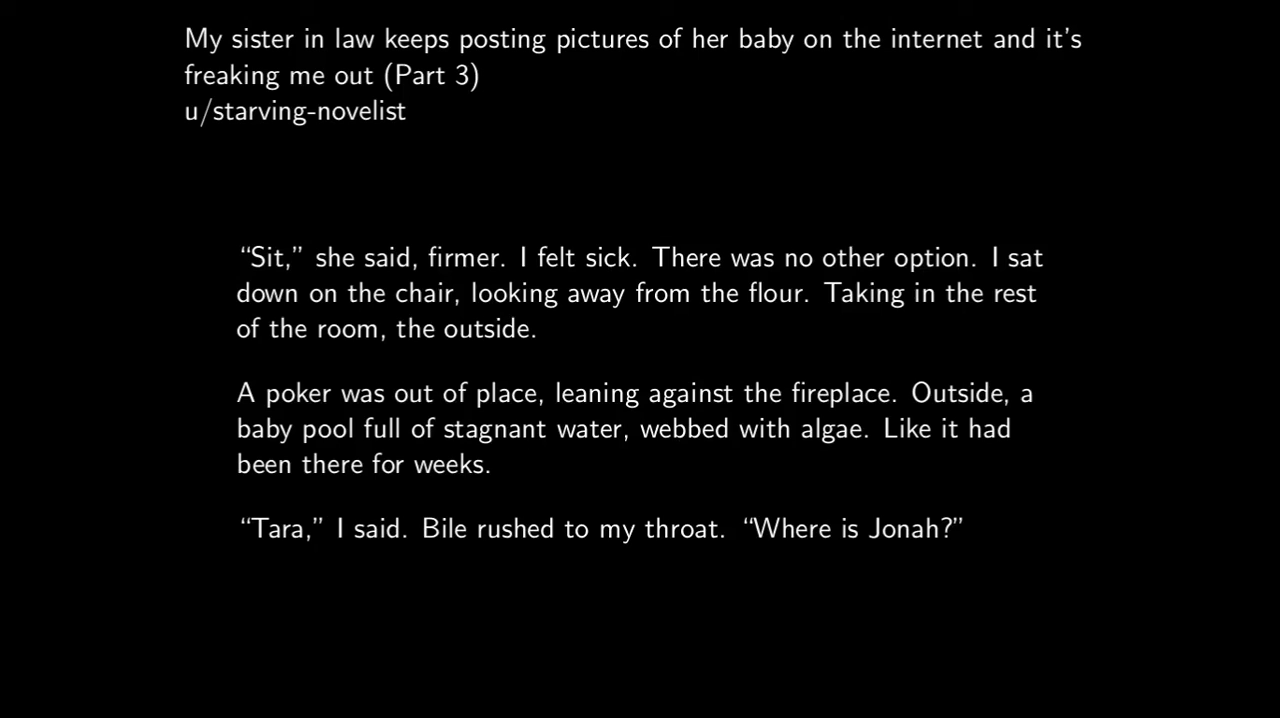 My sister in law keeps posting pictures of her baby on the internet and it's
freaking me out (Part 3)
u/starving-novelist
“Sit,” she said, firmer. I felt sick. There was no other option. I sat
down on the chair, looking away from the flour. Taking in the rest
of the room, the outside.
A poker was out of place, leaning against the fireplace. Outside, a
baby pool full of stagnant water, webbed with algae. Like it had
been there for weeks.
“Tara,” I said. Bile rushed to my throat. “Where is Jonah?”